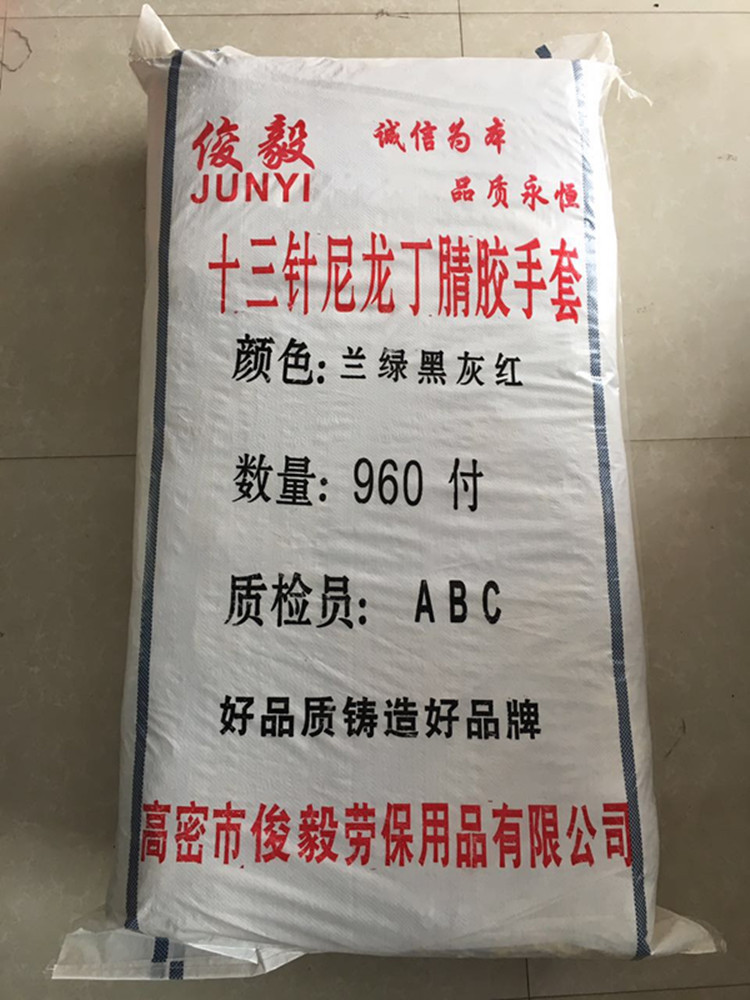 俊毅 诚信为本
JUNYI 品质永恒
十三针尼龙丁腈胶手套
颜色: 兰绿黑灰红
数量: 960 付
质检员: ABC
好品质铸造好品牌
高密市俊毅劳保用品有限公司